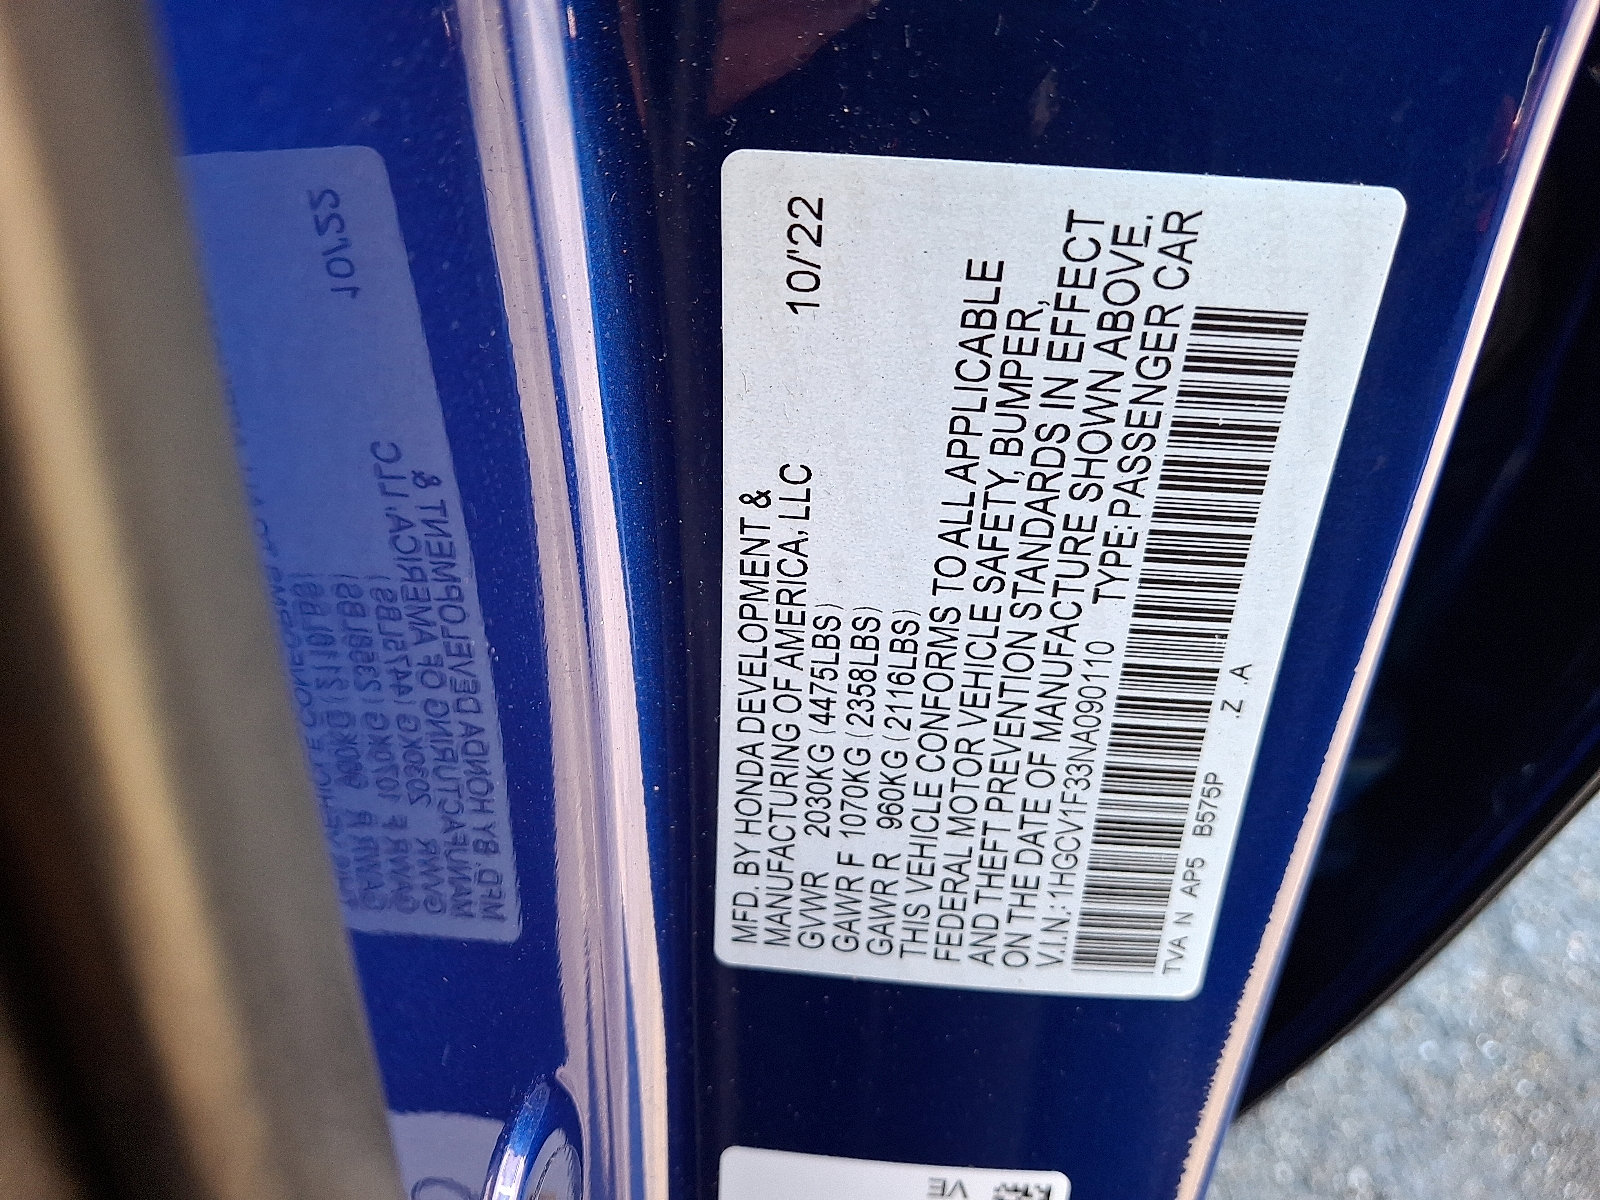 MFD. BY HONDA DEVELOPMENT &
MANUFACTURING OF AMERICA, LLC 10/'22
GVWR 2030KG (4475LBS)
GAWR F 1070KG (2358LBS)
GAWR R 960KG (2116LBS)
THIS VEHICLE CONFORMS TO ALL APPLICABLE
FEDERAL MOTOR VEHICLE SAFETY, BUMPER,
AND THEFT PREVENTION STANDARDS IN EFFECT
ON THE DATE OF MANUFACTURE SHOWN ABOVE.
V.I.N.: 1HGCV1F33NA090110 TYPE: PASSENGER CAR
TVA N AP5 B575P .Z .A
VE